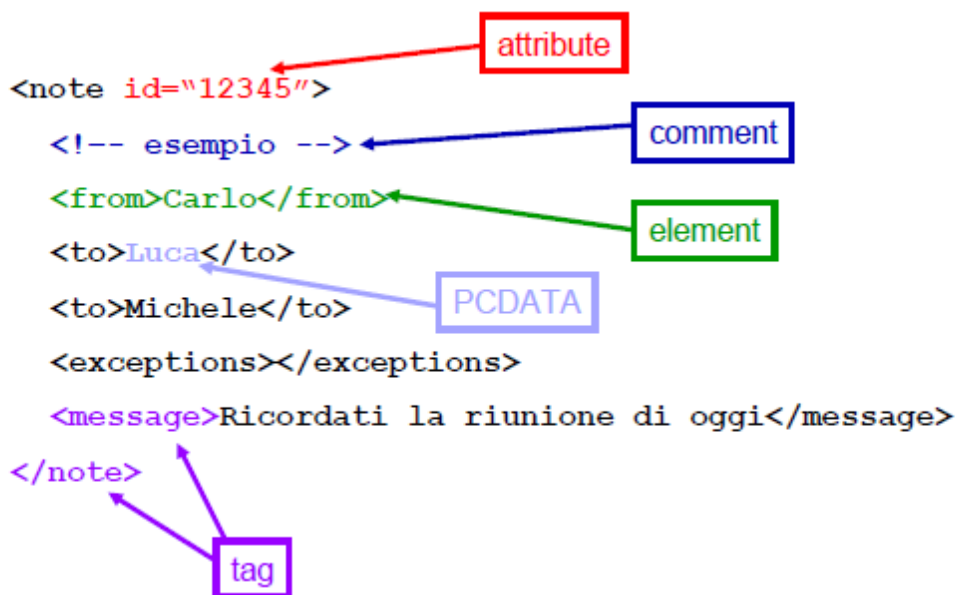 attribute
<note id=“12345”>
<!-- esempio -->
comment
<from>Carlo</from>
element
<to>Luca</to>
PCDATA
<to>Michele</to>
<exceptions></exceptions>
<message>Ricordati la riunione di oggi</message>
</note>
tag